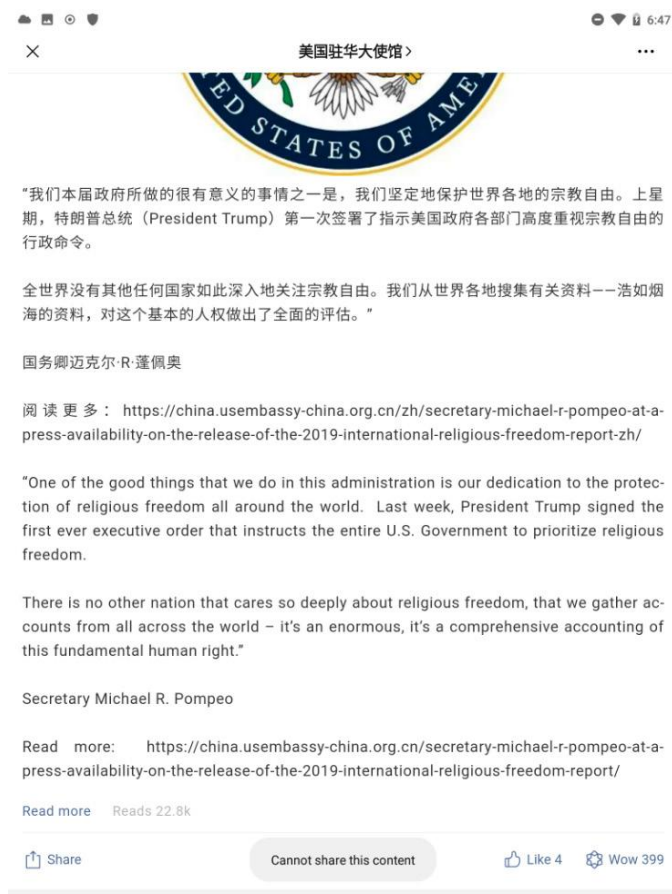 6:47
美国驻华大使馆>
ED STATES OF AMER
“我们本届政府所做的很有意义的事情之一是，我们坚定地保护世界各地的宗教自由。上星
期，特朗普总统（President Trump）第一次签署了指示美国政府各部门高度重视宗教自由的
行政命令。
全世界没有其他任何国家如此深入地关注宗教自由。我们从世界各地搜集有关资料——浩如烟
海的资料，对这个基本的人权做出了全面的评估。”
国务卿迈克尔·R·蓬佩奥
阅读更多：https://china.usembassy-china.org.cn/zh/secretary-michael-r-pompeo-at-a-
press-availability-on-the-release-of-the-2019-international-religious-freedom-report-zh/
“One of the good things that we do in this administration is our dedication to the protec-
tion of religious freedom all around the world. Last week, President Trump signed the
first ever executive order that instructs the entire U.S. Government to prioritize religious
freedom.
There is no other nation that cares so deeply about religious freedom, that we gather ac-
counts from all across the world – it’s an enormous, it’s a comprehensive accounting of
this fundamental human right.”
Secretary Michael R. Pompeo
Read more: https://china.usembassy-china.org.cn/secretary-michael-r-pompeo-at-a-
press-availability-on-the-release-of-the-2019-international-religious-freedom-report/
Read more Reads 22.8k
Share Cannot share this content Like 4 Wow 399